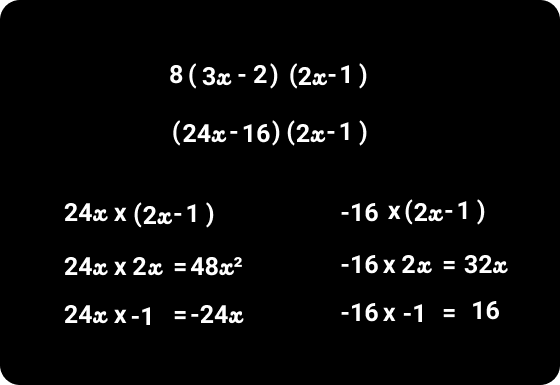 8(3x - 2) (2x-1)
(24x-16)(2x-1)
24x x (2x-1)
24x x 2x = 48x²
24x x -1 = -24x
-16 x (2x-1)
-16 x 2x = 32x
-16 x -1 = 16